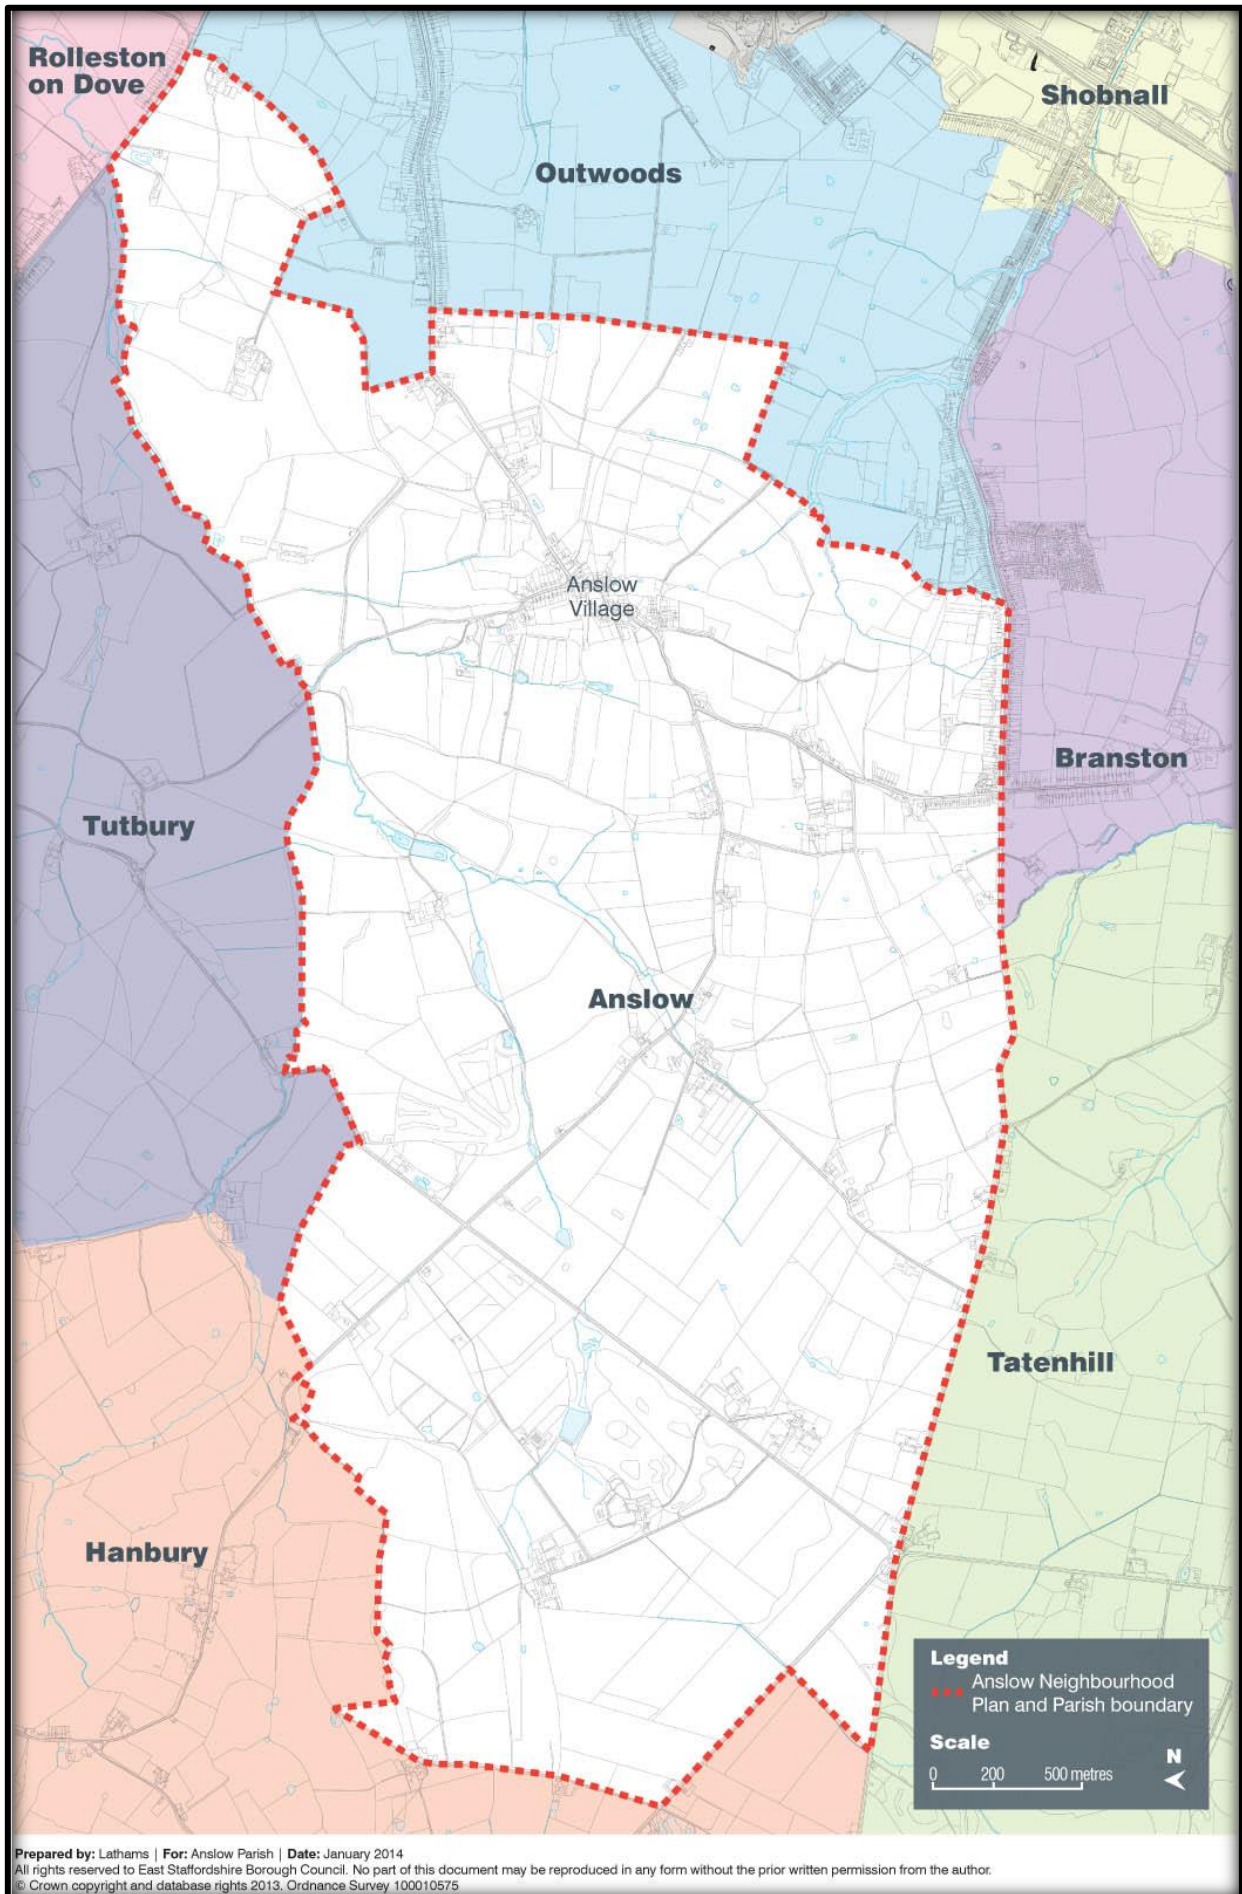 Rolleston
on Dove
Shobnall
Outwoods
Anslow
Village
Branston
Tutbury
Anslow
Tatenhill
Hanbury
Legend
Anslow Neighbourhood
Plan and Parish boundary
Scale
0 200 500 metres
N
Prepared by: Lathams | For: Anslow Parish | Date: January 2014
All rights reserved to East Staffordshire Borough Council. No part of this document may be reproduced in any form without the prior written permission from the author.
© Crown copyright and database rights 2013. Ordnance Survey 100010575